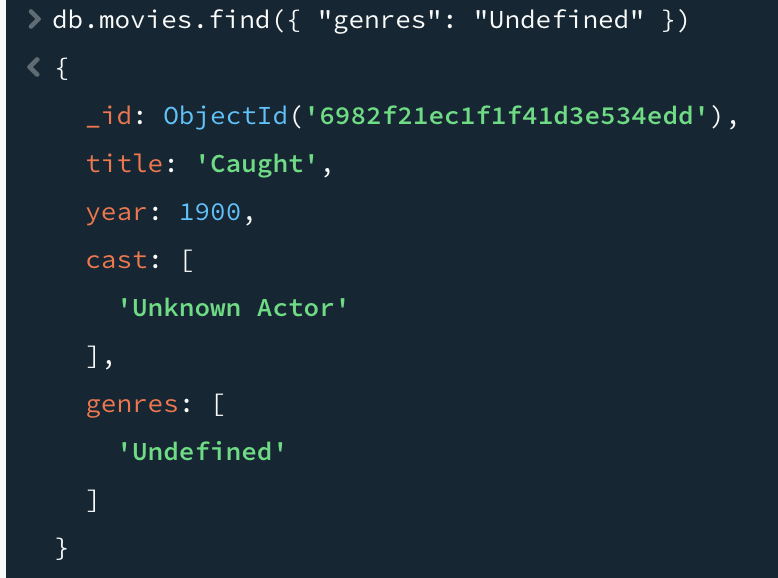 > db.movies.find({ "genres": "Undefined" })
< {
_id: ObjectId('6982f21ec1f1f41d3e534edd'),
title: 'Caught',
year: 1900,
cast: [
'Unknown Actor'
],
genres: [
'Undefined'
]
}